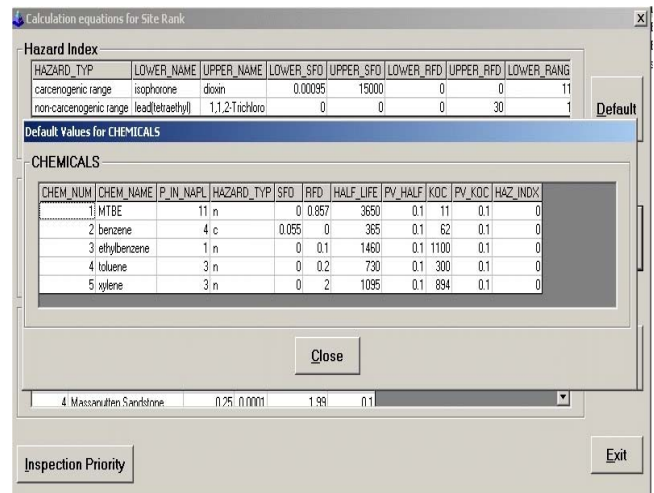 Calculation equations for Site Rank
Hazard Index
HAZARD_TYP LOWER_NAME UPPER_NAME LOWER_SFO UPPER_SFO LOWER_RFD UPPER_RFD LOWER_RANG
carcenogenic range isophorone dioxin 0.00095 15000 0 0 11
non-carcenogenic range lead(tetraethyl) 1,1,2-Trichloro 0 0 0 30 1
Default
Default Values for CHEMICALS
CHEMICALS
CHEM_NUM CHEM_NAME P_IN_NAPL HAZARD_TYP SFO RFD HALF_LIFE PV_HALF KOC PV_KOC HAZ_INDX
1 MTBE 11 n 0 0.857 3650 0.1 11 0.1 0
2 benzene 4 c 0.055 0 365 0.1 62 0.1 0
3 ethylbenzene 1 n 0 0.1 1460 0.1 1100 0.1 0
4 toluene 3 n 0 0.2 730 0.1 300 0.1 0
5 xylene 3 n 0 2 1095 0.1 894 0.1 0
Close
4 Massanutten Sandstone 0.25 0.0001 1.99 0.1
Inspection Priority
Exit